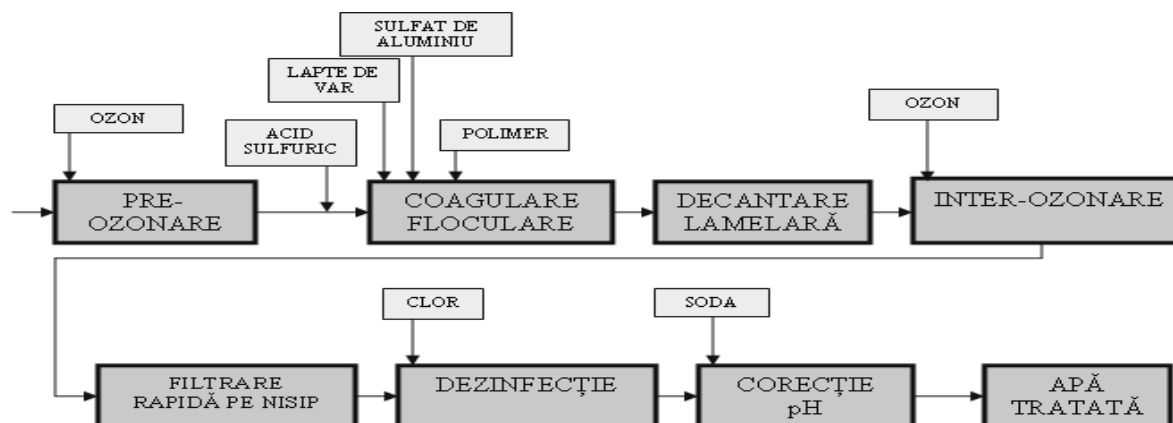 SULFAT DE
ALUMINIU
LAPTE DE
VAR
OZON
ACID
SULFURIC
POLIMER
OZON
PRE-
OZONARE
COAGULARE
FLOCULARE
DECANTARE
LAMELARĂ
INTER-OZONARE
CLOR
SODA
FILTRARE
RAPIDĂ PE NISIP
DEZINFECȚIE
CORECȚIE
pH
APĂ
TRATATĂ